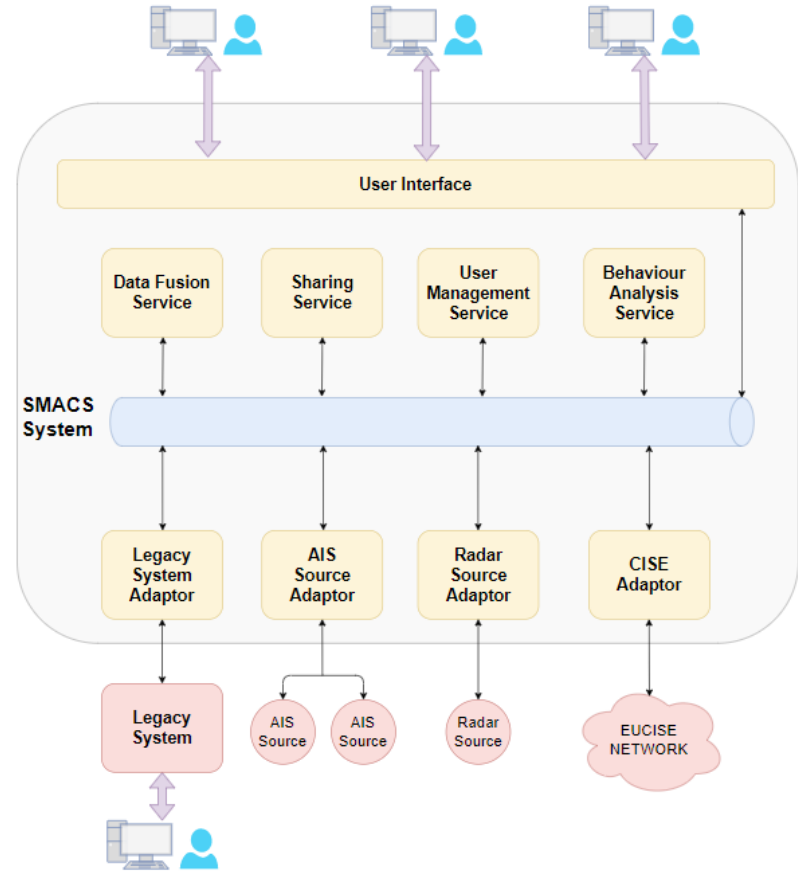 User Interface
Data Fusion
Service
Sharing
Service
User
Management
Service
Behaviour
Analysis
Service
SMACS
System
Legacy
System
Adaptor
AIS
Source
Adaptor
Radar
Source
Adaptor
CISE
Adaptor
Legacy
System
AIS
Source
AIS
Source
Radar
Source
EUCISE
NETWORK